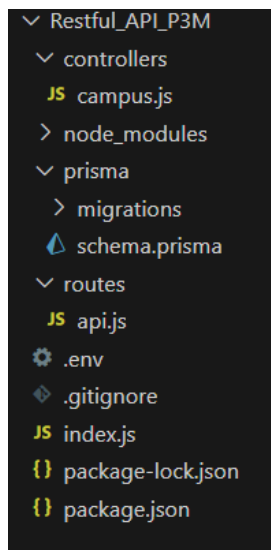 Restful_API_P3M
controllers
JS campus.js
node_modules
prisma
migrations
schema.prisma
routes
JS api.js
.env
.gitignore
JS index.js
{} package-lock.json
{} package.json